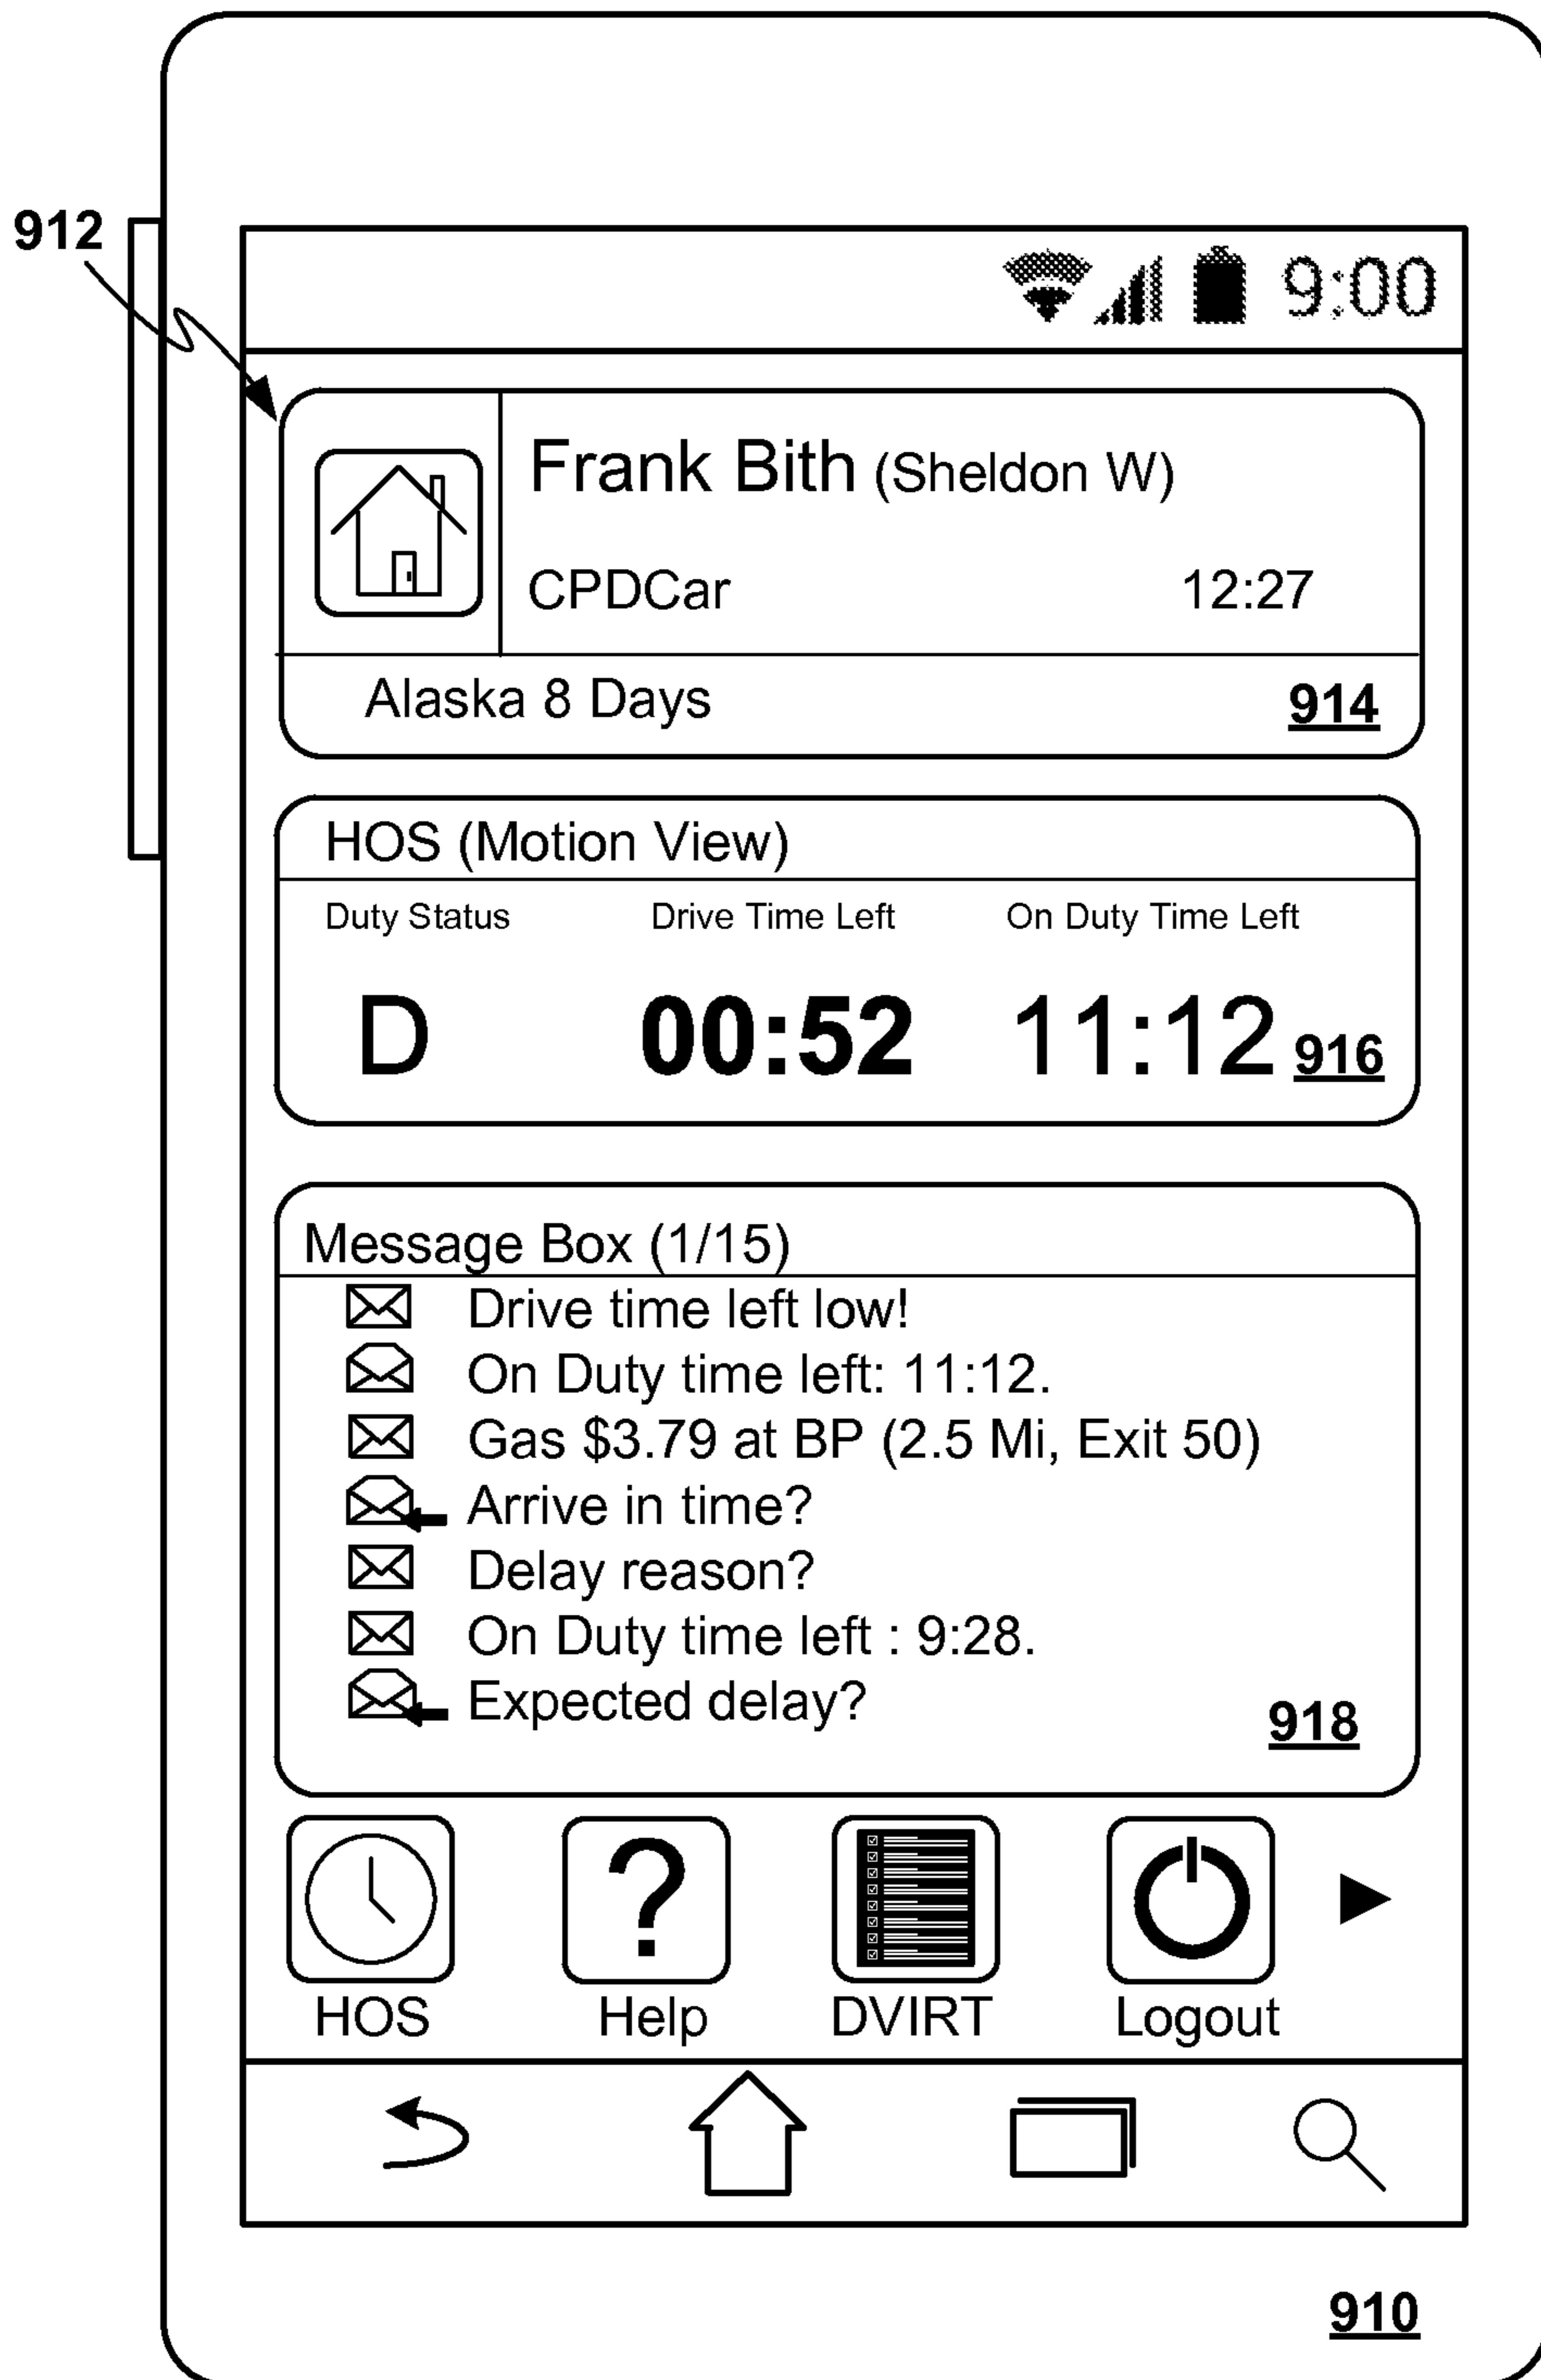 912
9:00
Frank Bith (Sheldon W)
CPDCar 12:27
Alaska 8 Days 914
HOS (Motion View)
Duty Status Drive Time Left On Duty Time Left
D 00:52 11:12 916
Message Box (1/15)
Drive time left low!
On Duty time left: 11:12.
Gas $3.79 at BP (2.5 Mi, Exit 50)
Arrive in time?
Delay reason?
On Duty time left : 9:28.
Expected delay?
918
HOS Help DVIRT Logout
910